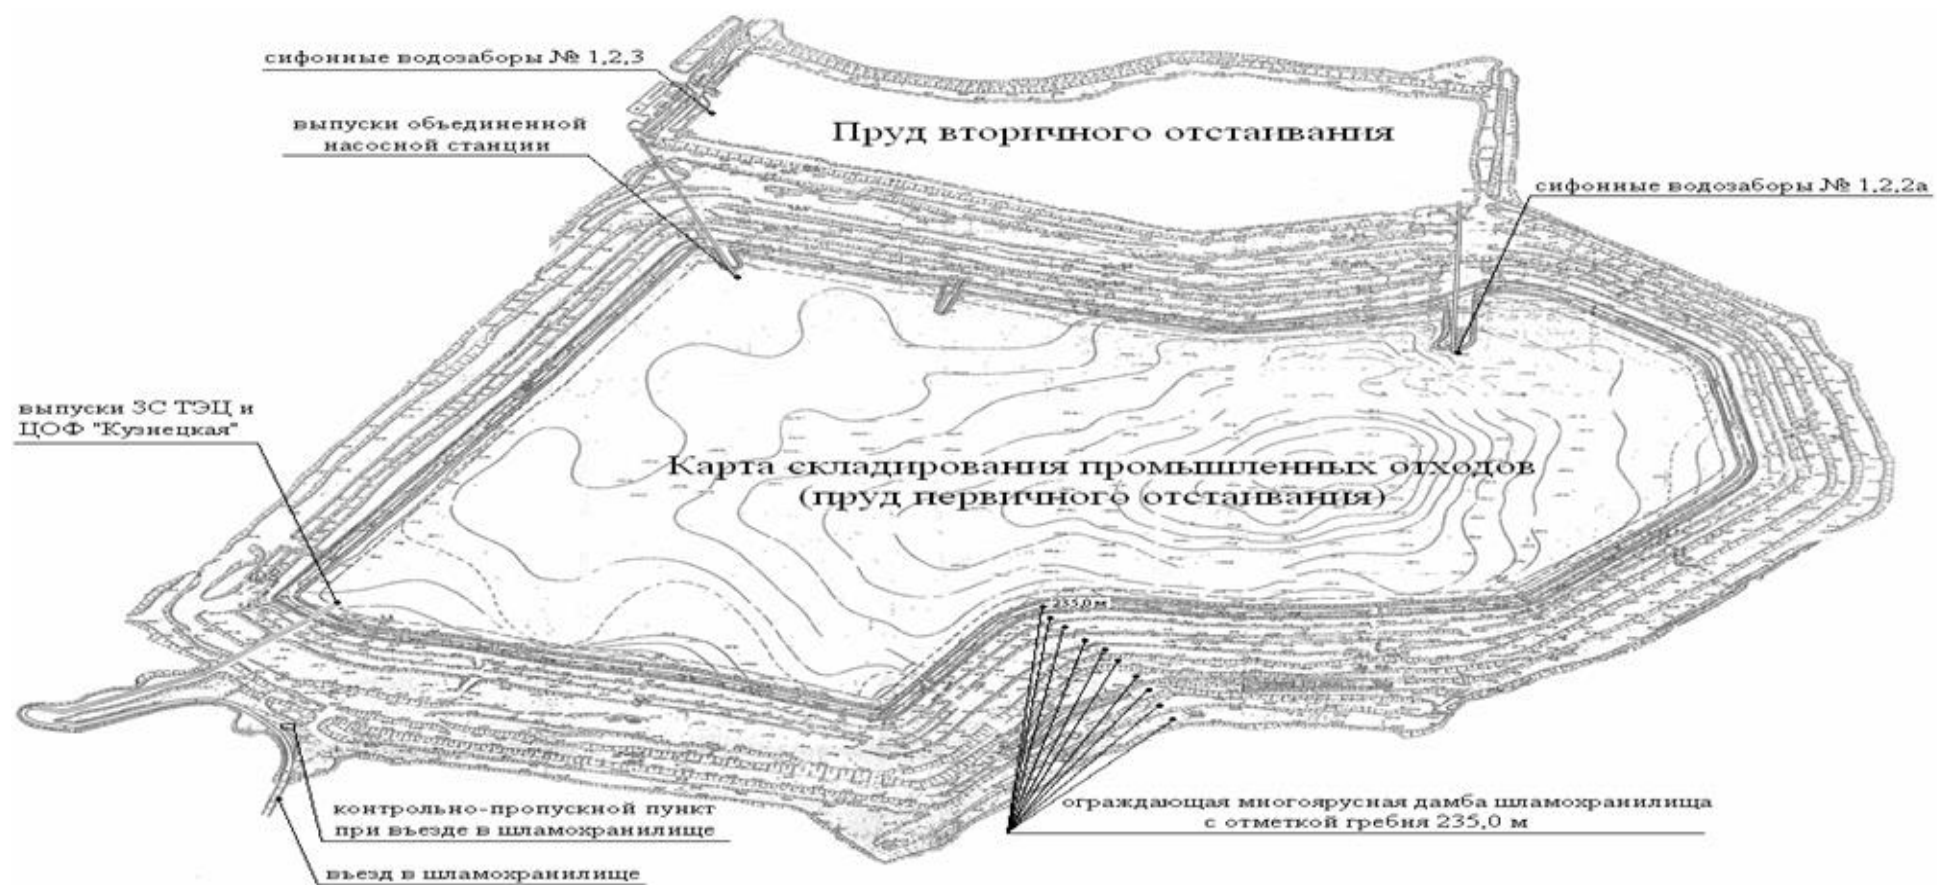 сифонные водозаборы № 1,2,3
выпуски объединенной
насосной станции
Пруд вторичного отстаивания
сифонные водозаборы № 1,2,2а
выпуски ЗС ТЭЦ и
ЦОФ "Кузнецкая"
Карта складирования промышленных отходов
(пруд первичного отстаивания)
235,0 м
ограждающая многоярусная дамба шламохранилища
с отметкой гребня 235,0 м
контрольно-пропускной пункт
при въезде в шламохранилище
въезд в шламохранилище